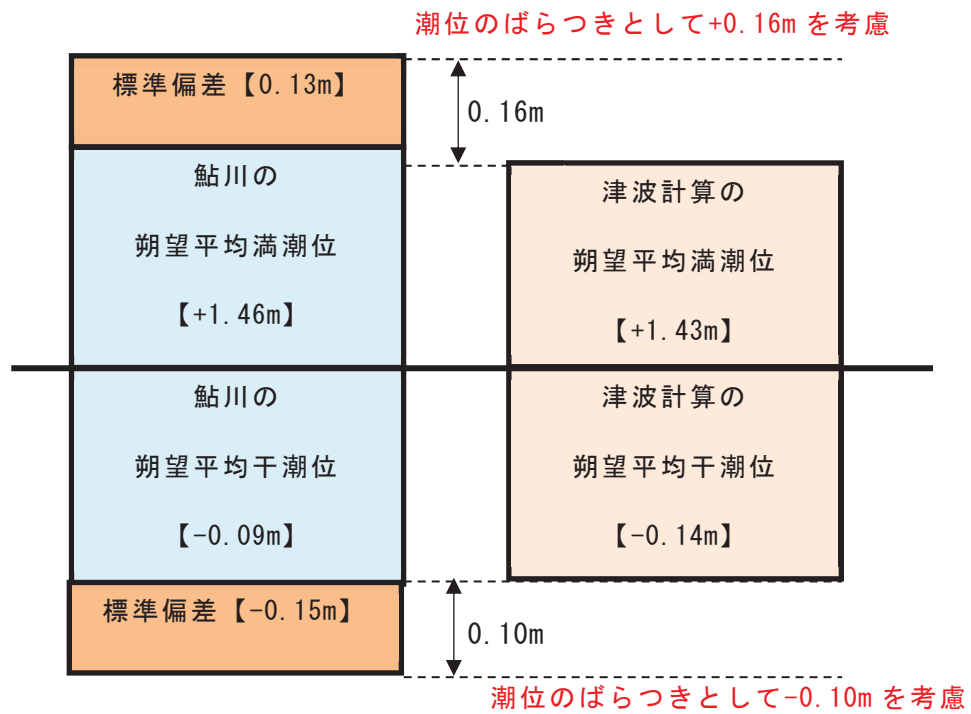 潮位のばらつきとして+0.16mを考慮
標準偏差【0.13m】
0.16m
鮎川の
朔望平均満潮位
【+1.46m】
津波計算の
朔望平均満潮位
【+1.43m】
鮎川の
朔望平均干潮位
【-0.09m】
津波計算の
朔望平均干潮位
【-0.14m】
標準偏差【-0.15m】
0.10m
潮位のばらつきとして-0.10mを考慮